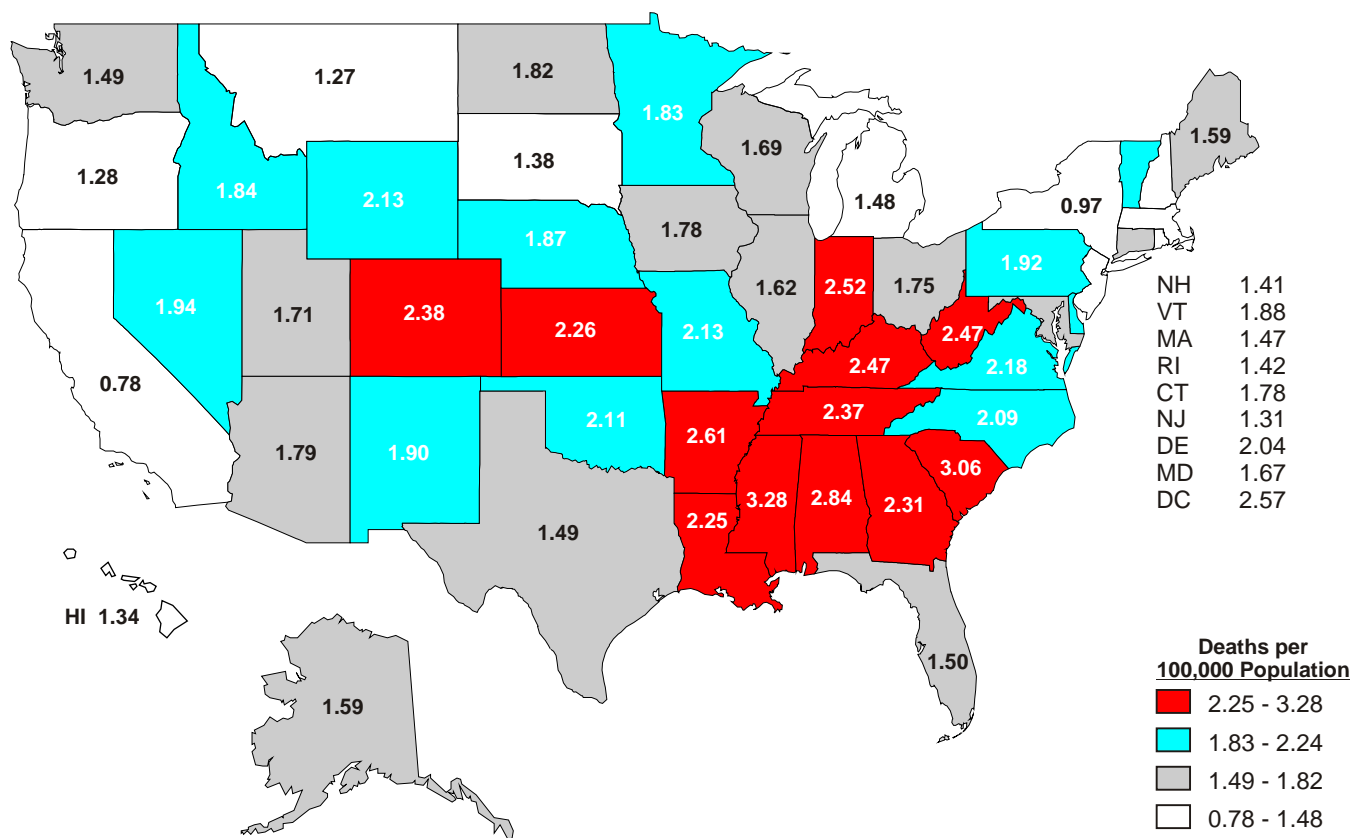 1.49
1.27
1.82
1.83
1.69
1.59
1.28
1.84
2.13
1.38
1.48
0.97
1.87
1.78
1.92
1.94
1.71
2.38
2.26
1.62
2.52
1.75
NH 1.41
VT 1.88
MA 1.47
RI 1.42
CT 1.78
NJ 1.31
DE 2.04
MD 1.67
DC 2.57
2.13
2.47
2.47
2.18
0.78
1.79
1.90
2.11
2.61
2.37
2.09
3.06
1.49
2.25
3.28
2.84
2.31
HI 1.34
1.59
1.50
Deaths per
100,000 Population
2.25 - 3.28
1.83 - 2.24
1.49 - 1.82
0.78 - 1.48